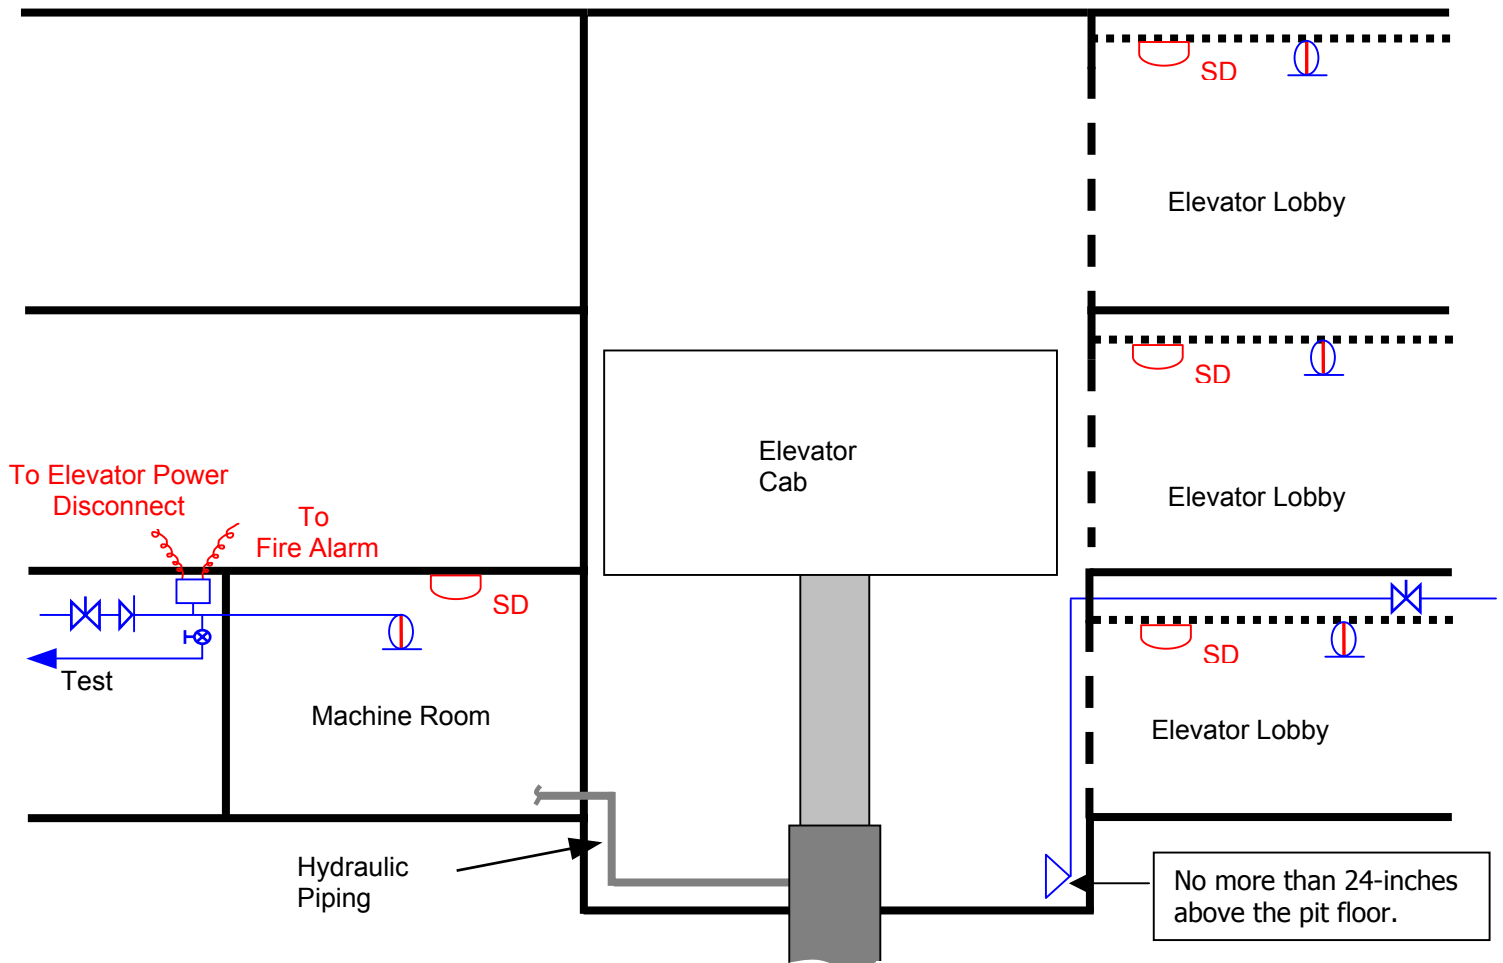 SD
Elevator Lobby
SD
Elevator Lobby
Elevator
Cab
To Elevator Power
Disconnect
To
Fire Alarm
SD
Test
Machine Room
SD
Elevator Lobby
Hydraulic
Piping
No more than 24-inches
above the pit floor.